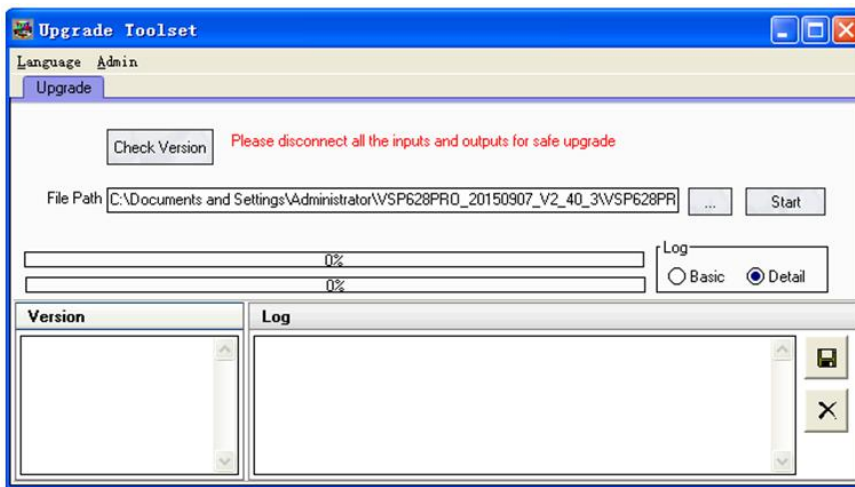 Upgrade Toolset
Language Admin
Upgrade
Check Version
Please disconnect all the inputs and outputs for safe upgrade
File Path C:\Documents and Settings\Administrator\VSP628PRO_20150907_V2_40_3\VSP628PR ... Start
Log
0%
Basic Detail
0%
Version Log